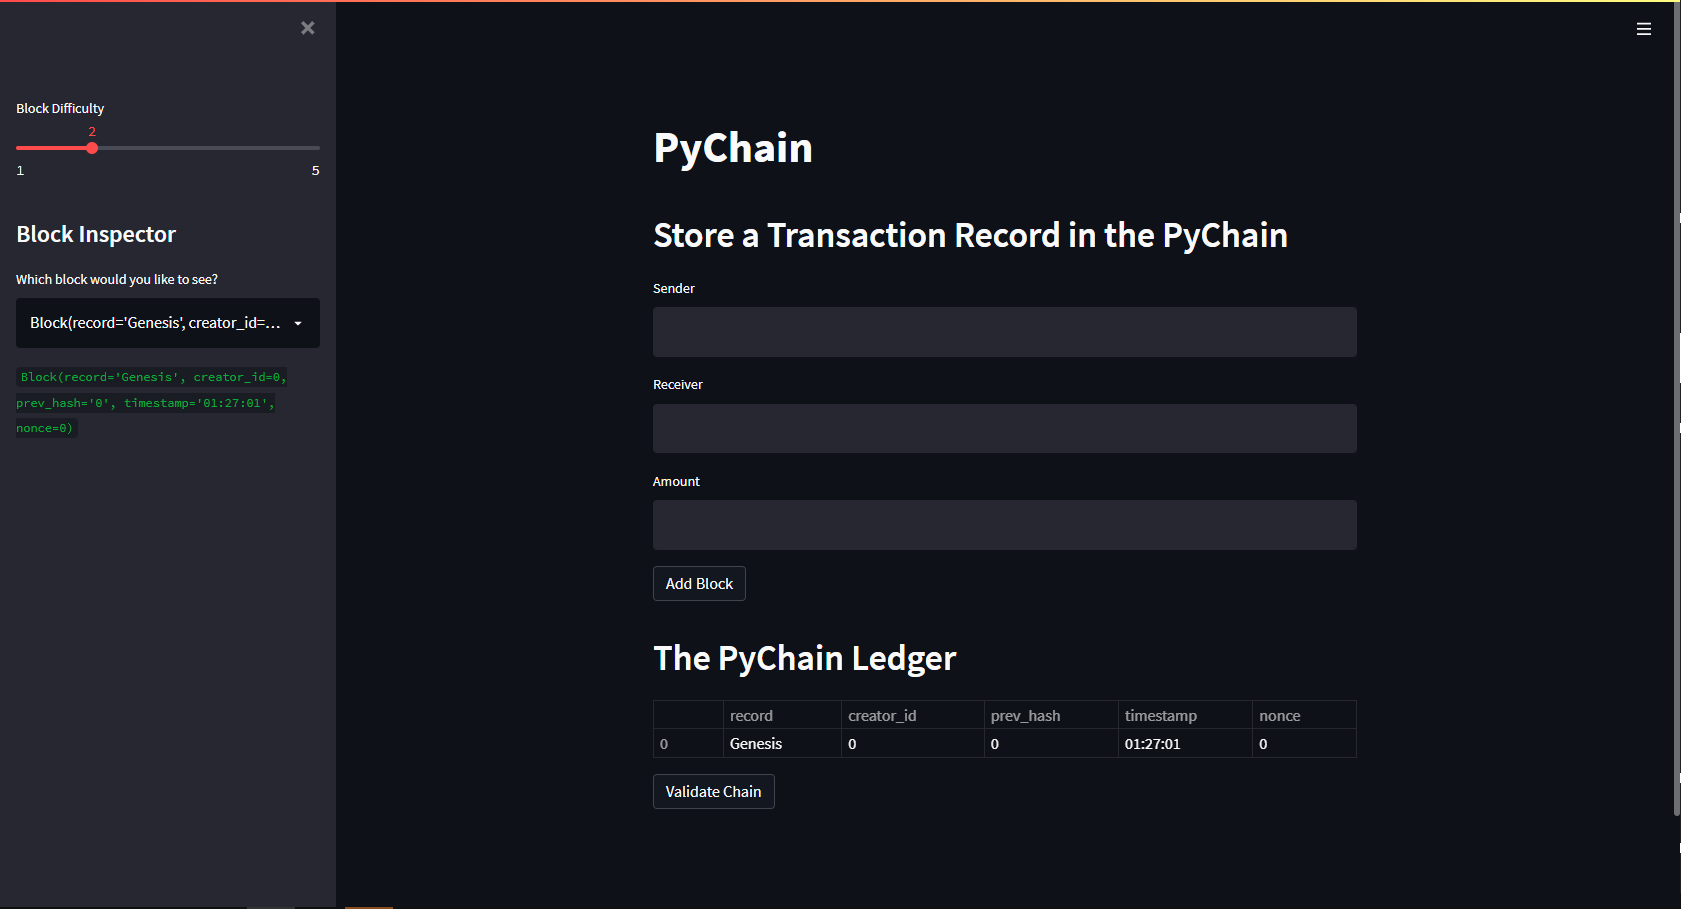 Block Difficulty
2
1 5
Block Inspector
Which block would you like to see?
Block(record='Genesis', creator_id=...
Block(record='Genesis', creator_id=0,
prev_hash='0', timestamp='01:27:01',
nonce=0)
PyChain
Store a Transaction Record in the PyChain
Sender
Receiver
Amount
Add Block
The PyChain Ledger
record creator_id prev_hash timestamp nonce
0 Genesis 0 0 01:27:01 0
Validate Chain